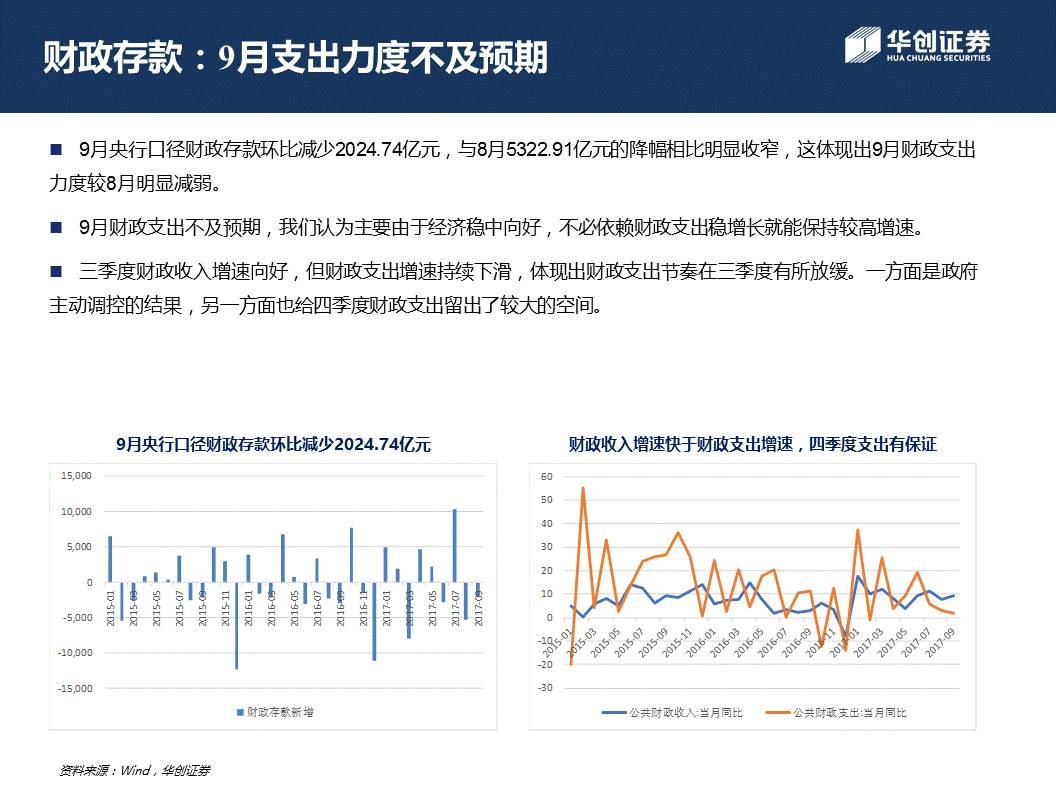 财政存款：9月支出力度不及预期
华创证券
HUA CHUANG SECURITIES
■ 9月央行口径财政存款环比减少2024.74亿元，与8月5322.91亿元的降幅相比明显收窄，这体现出9月财政支出
力度较8月明显减弱。
■ 9月财政支出不及预期，我们认为主要由于经济稳中向好，不必依赖财政支出稳增长就能保持较高增速。
■ 三季度财政收入增速向好，但财政支出增速持续下滑，体现出财政支出节奏在三季度有所放缓。一方面是政府
主动调控的结果，另一方面也给四季度财政支出留出了较大的空间。
9月央行口径财政存款环比减少2024.74亿元
15,000
10,000
5,000
0
-5,000
-10,000
-15,000
2015-01 2015-03 2015-05 2015-07 2015-09 2015-11 2016-01 2016-03 2016-05 2016-07 2016-09 2016-11 2017-01 2017-03 2017-05 2017-07 2017-09
财政存款新增
财政收入增速快于财政支出增速，四季度支出有保证
60
50
40
30
20
10
0
-10
-20
-30
2015-01 2015-03 2015-05 2015-07 2015-09 2015-11 2016-01 2016-03 2016-05 2016-07 2016-09 2016-11 2017-01 2017-03 2017-05 2017-07 2017-09
公共财政收入:当月同比 公共财政支出:当月同比
资料来源：Wind，华创证券